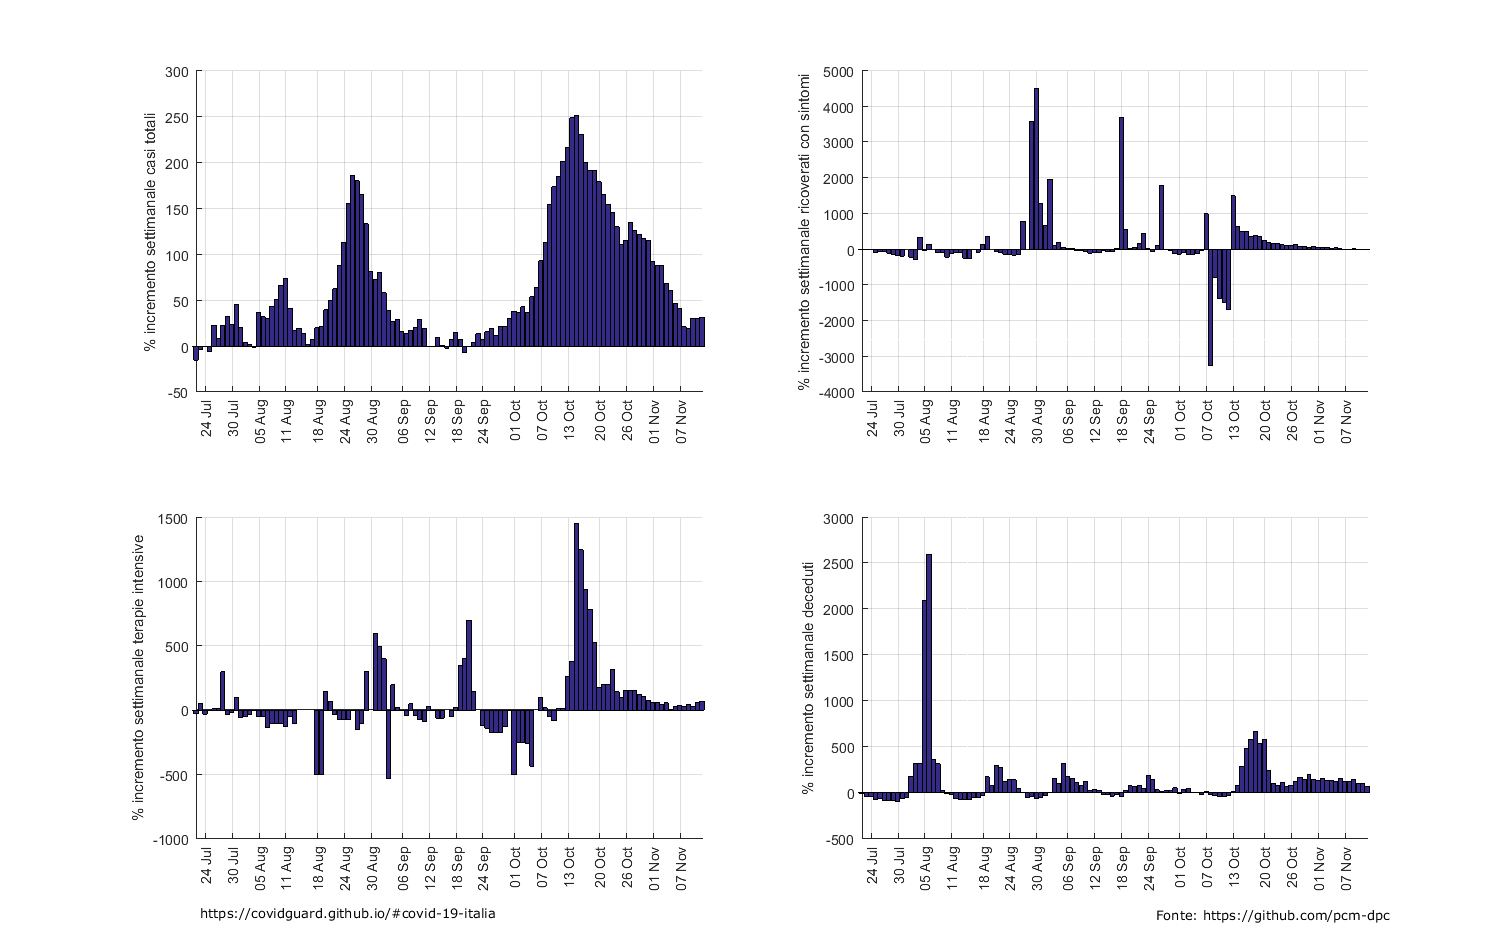 % incremento settimanale casi totali
300
250
200
150
100
50
0
-50
24 Jul
30 Jul
05 Aug
11 Aug
18 Aug
24 Aug
30 Aug
06 Sep
12 Sep
18 Sep
24 Sep
01 Oct
07 Oct
13 Oct
20 Oct
26 Oct
01 Nov
07 Nov
% incremento settimanale ricoverati con sintomi
5000
4000
3000
2000
1000
0
-1000
-2000
-3000
-4000
24 Jul
30 Jul
05 Aug
11 Aug
18 Aug
24 Aug
30 Aug
06 Sep
12 Sep
18 Sep
24 Sep
01 Oct
07 Oct
13 Oct
20 Oct
26 Oct
01 Nov
07 Nov
% incremento settimanale terapie intensive
1500
1000
500
0
-500
-1000
24 Jul
30 Jul
05 Aug
11 Aug
18 Aug
24 Aug
30 Aug
06 Sep
12 Sep
18 Sep
24 Sep
01 Oct
07 Oct
13 Oct
20 Oct
26 Oct
01 Nov
07 Nov
% incremento settimanale deceduti
3000
2500
2000
1500
1000
500
0
-500
24 Jul
30 Jul
05 Aug
11 Aug
18 Aug
24 Aug
30 Aug
06 Sep
12 Sep
18 Sep
24 Sep
01 Oct
07 Oct
13 Oct
20 Oct
26 Oct
01 Nov
07 Nov
https://covidguard.github.io/#covid-19-italia
Fonte: https://github.com/pcm-dpc